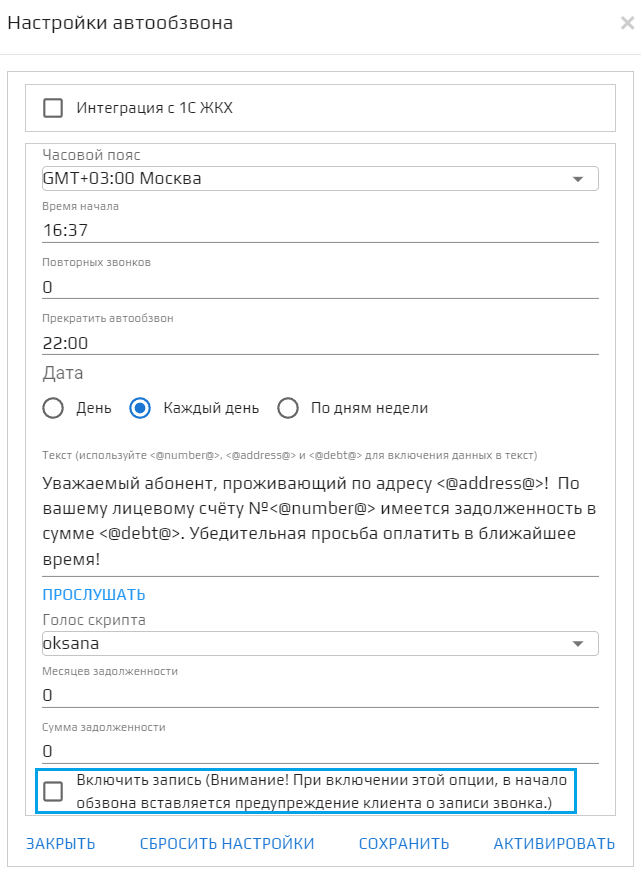 Настройки автообзвона
Интеграция с 1С ЖКХ
Часовой пояс
GMT+03:00 Москва
Время начала
16:37
Повторных звонков
0
Прекратить автообзвон
22:00
Дата
День Каждый день По дням недели
Текст (используйте <@number@>, <@address@> и <@debt@> для включения данных в текст)
Уважаемый абонент, проживающий по адресу <@address@>!  По
вашему лицевому счёту №<@number@> имеется задолженность в
сумме <@debt@>. Убедительная просьба оплатить в ближайшее
время!
ПРОСЛУШАТЬ
Голос скрипта
oksana
Месяцев задолженности
0
Сумма задолженности
0
Включить запись (Внимание! При включении этой опции, в начало
обзвона вставляется предупреждение клиента о записи звонка.)
ЗАКРЫТЬ СБРОСИТЬ НАСТРОЙКИ СОХРАНИТЬ АКТИВИРОВАТЬ